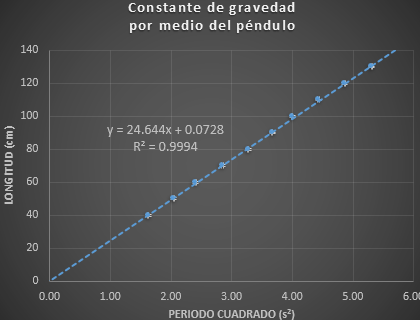 Constante de gravedad
por medio del péndulo
140
120
100
80
60
40
20
0
LONGITUD (cm)
y = 24.644x + 0.0728
R² = 0.9994
0.00 1.00 2.00 3.00 4.00 5.00 6.00
PERIODO CUADRADO (s²)